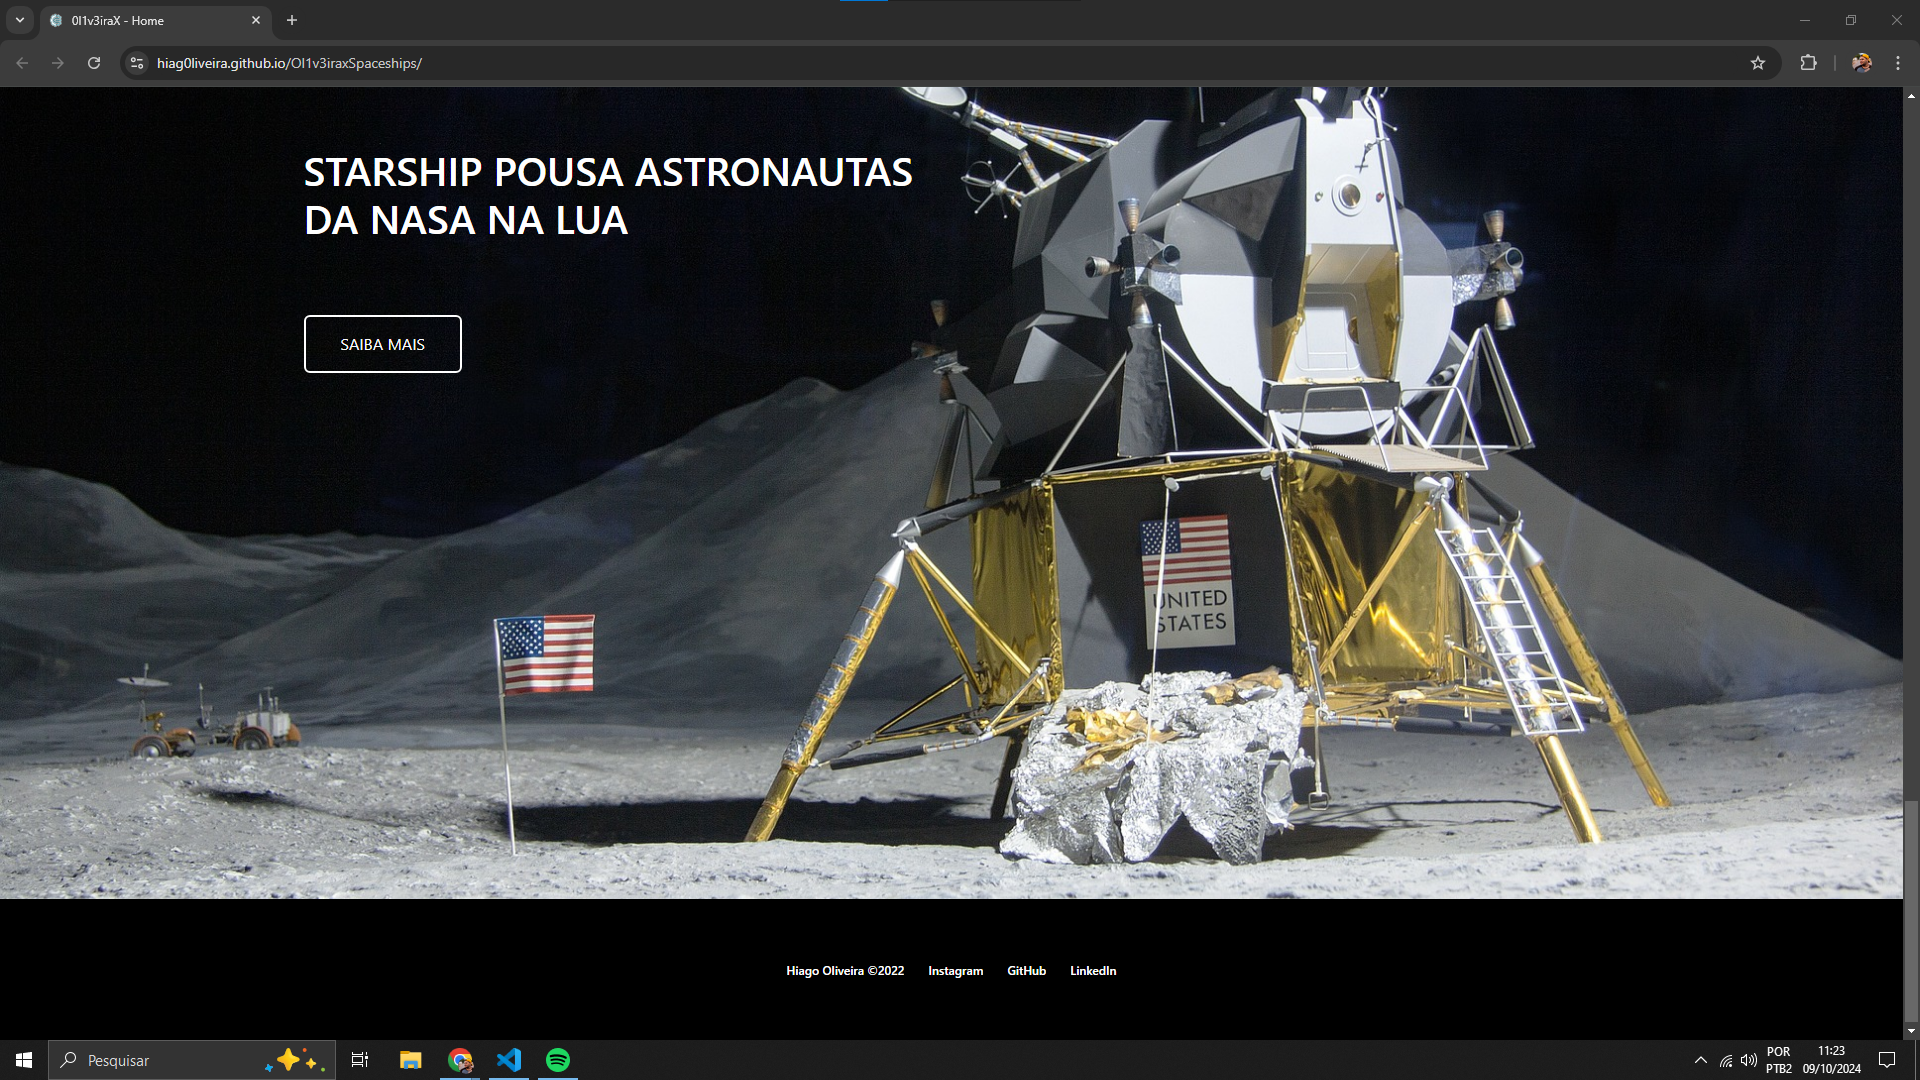 0l1v3iraX - Home
hiag0liveira.github.io/Ol1v3iraxSpaceships/
STARSHIP POUSA ASTRONAUTAS
DA NASA NA LUA
SAIBA MAIS
UNITED
STATES
Hiago Oliveira ©2022 Instagram GitHub LinkedIn
Pesquisar
POR
PTB2
11:23
09/10/2024